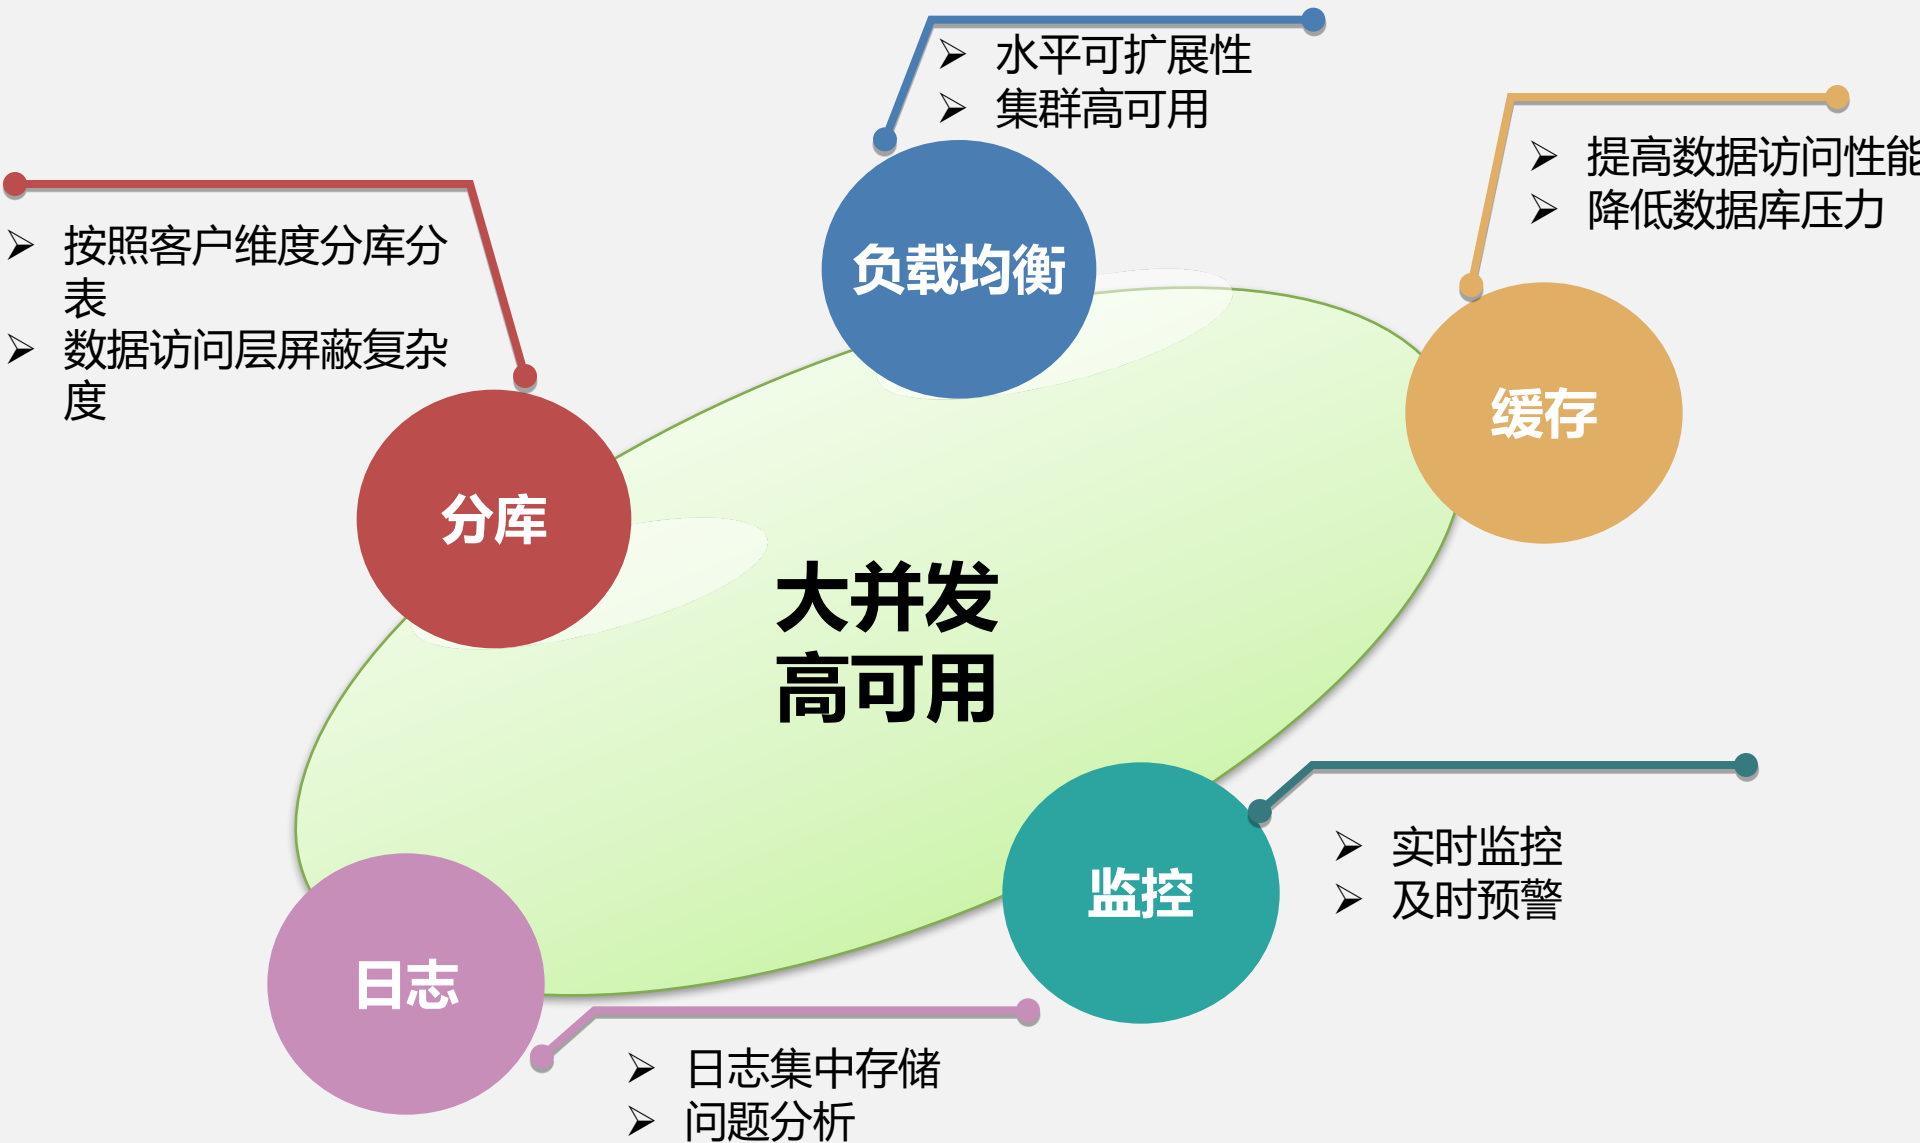 水平可扩展性
集群高可用
负载均衡
提高数据访问性能
降低数据库压力
缓存
按照客户维度分库分
表
数据访问层屏蔽复杂
度
分库
大并发
高可用
实时监控
及时预警
监控
日志
日志集中存储
问题分析